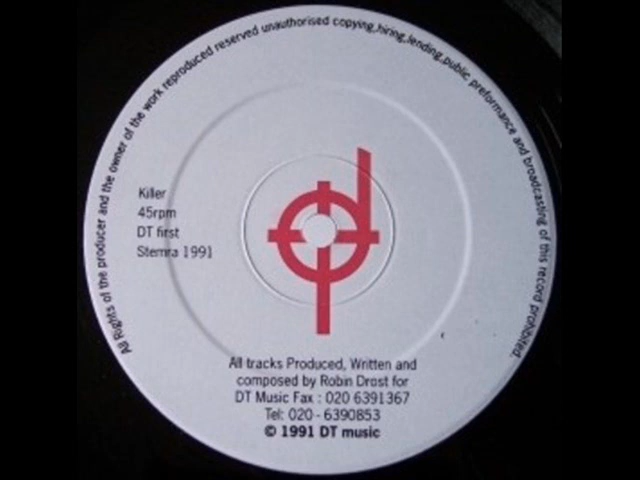 All Rights of the producer and the owner of the work reproduced reserved unauthorised copying,hiring,lending,public preformance and broadcasting of this record prohibited.
Killer
45rpm
DT first
Stemra 1991
All tracks Produced, Written and
composed by Robin Drost for
DT Music Fax : 020 6391367
Tel: 020 - 6390853
© 1991 DT music